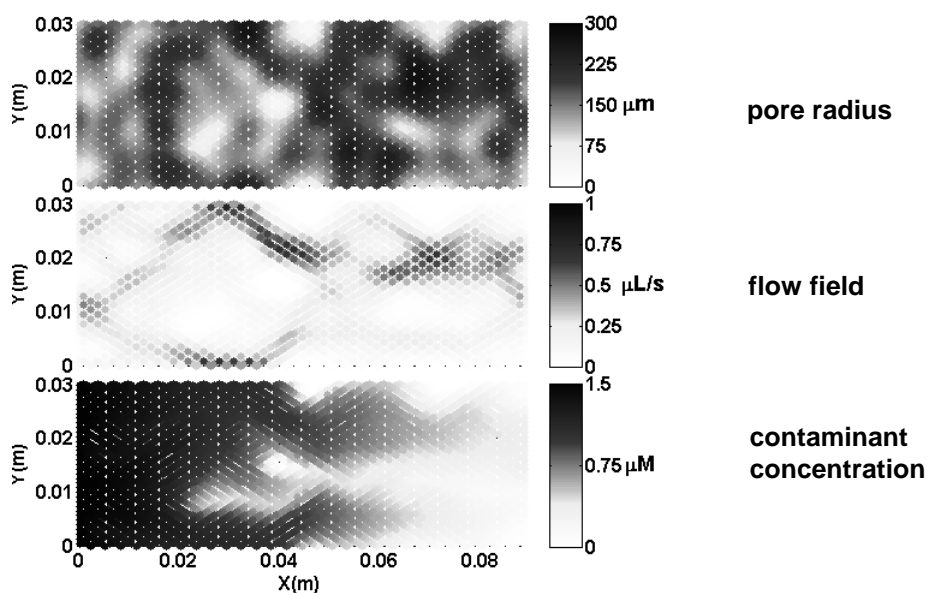 0.03
0.02
0.01
0
Y(m)
300
225
150
75
0
μm
pore radius
0.03
0.02
0.01
0
Y(m)
1
0.75
0.5
0.25
0
μL/s
flow field
0.03
0.02
0.01
0
Y(m)
1.5
0.75
0
μM
contaminant
concentration
0 0.02 0.04 0.06 0.08
X(m)